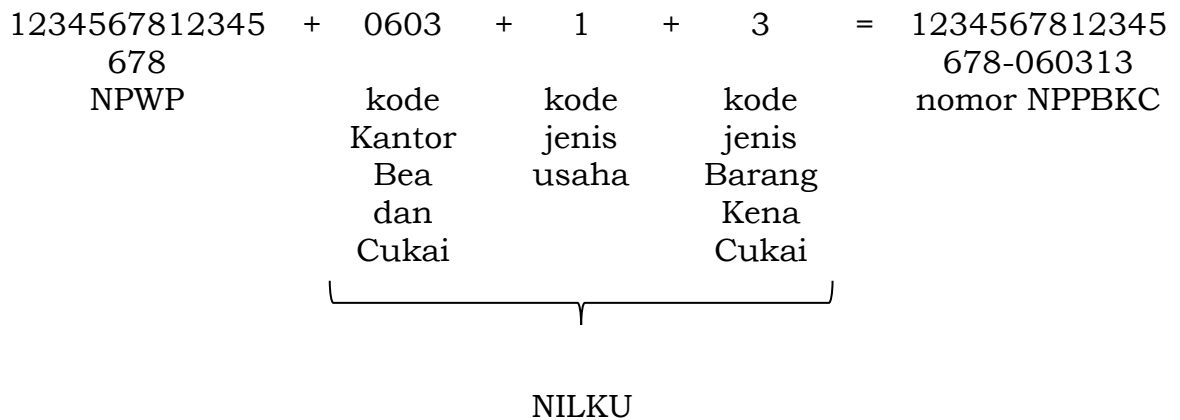 1234567812345 + 0603 + 1 + 3 = 1234567812345
678 678-060313
NPWP kode kode kode nomor NPPBKC
Kantor jenis jenis
Bea usaha Barang
dan Kena
Cukai Cukai
NILKU